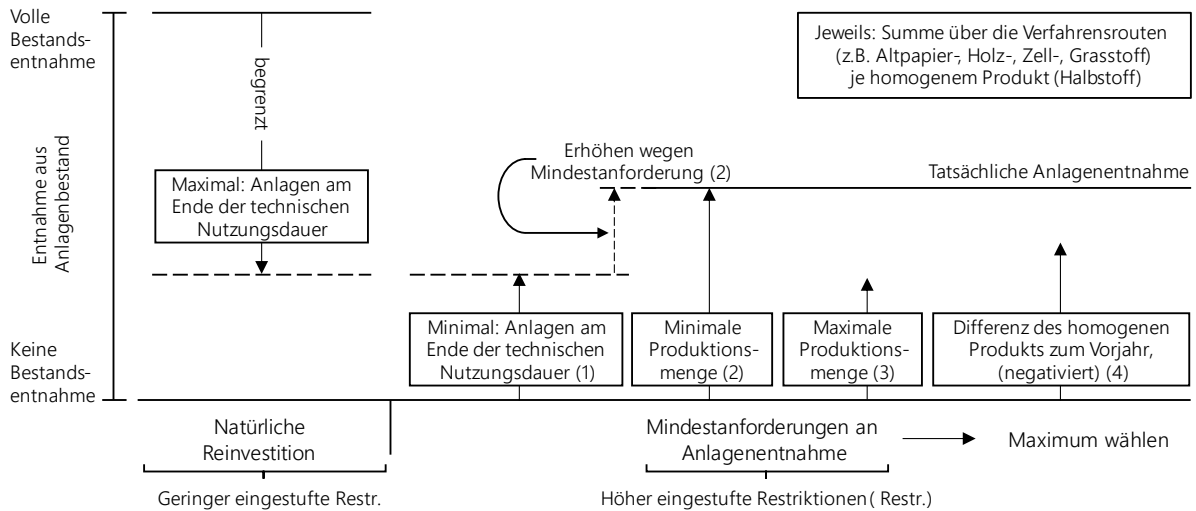 Volle
Bestands-
entnahme
begrenzt
Jeweils: Summe über die Verfahrensrouten
(z.B. Altpapier-, Holz-, Zell-, Grasstoff)
je homogenem Produkt (Halbstoff)
Entnahme aus
Anlagenbestand
Maximal: Anlagen am
Ende der technischen
Nutzungsdauer
Erhöhen wegen
Mindestanforderung (2)
Tatsächliche Anlagenentnahme
Keine
Bestands-
entnahme
Minimal: Anlagen am
Ende der technischen
Nutzungsdauer (1)
Minimale
Produktions-
menge (2)
Maximale
Produktions-
menge (3)
Differenz des homogenen
Produkts zum Vorjahr,
(negativiert) (4)
Natürliche
Reinvestition
Mindestanforderungen an
Anlagenentnahme
Maximum wählen
Geringer eingestufte Restr.
Höher eingestufte Restriktionen ( Restr.)